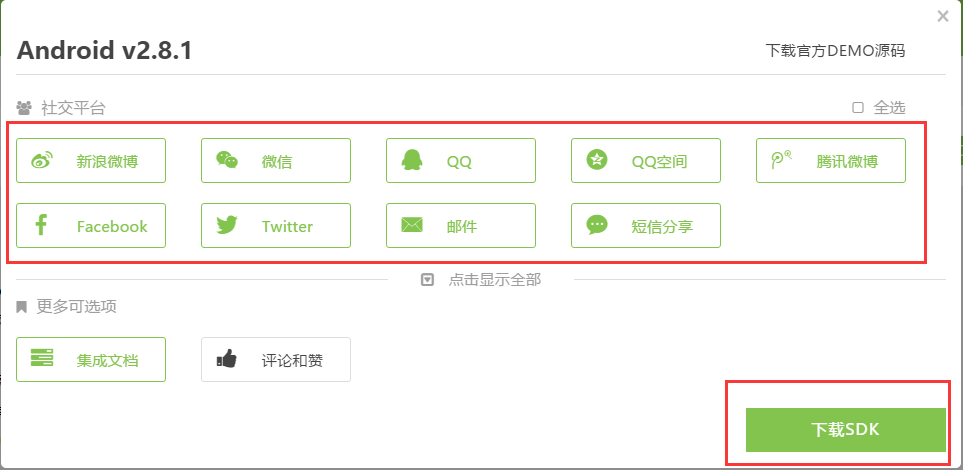 Android v2.8.1
下载官方DEMO源码
社交平台
全选
新浪微博
微信
QQ
QQ空间
腾讯微博
Facebook
Twitter
邮件
短信分享
点击显示全部
更多可选项
集成文档
评论和赞
下载SDK